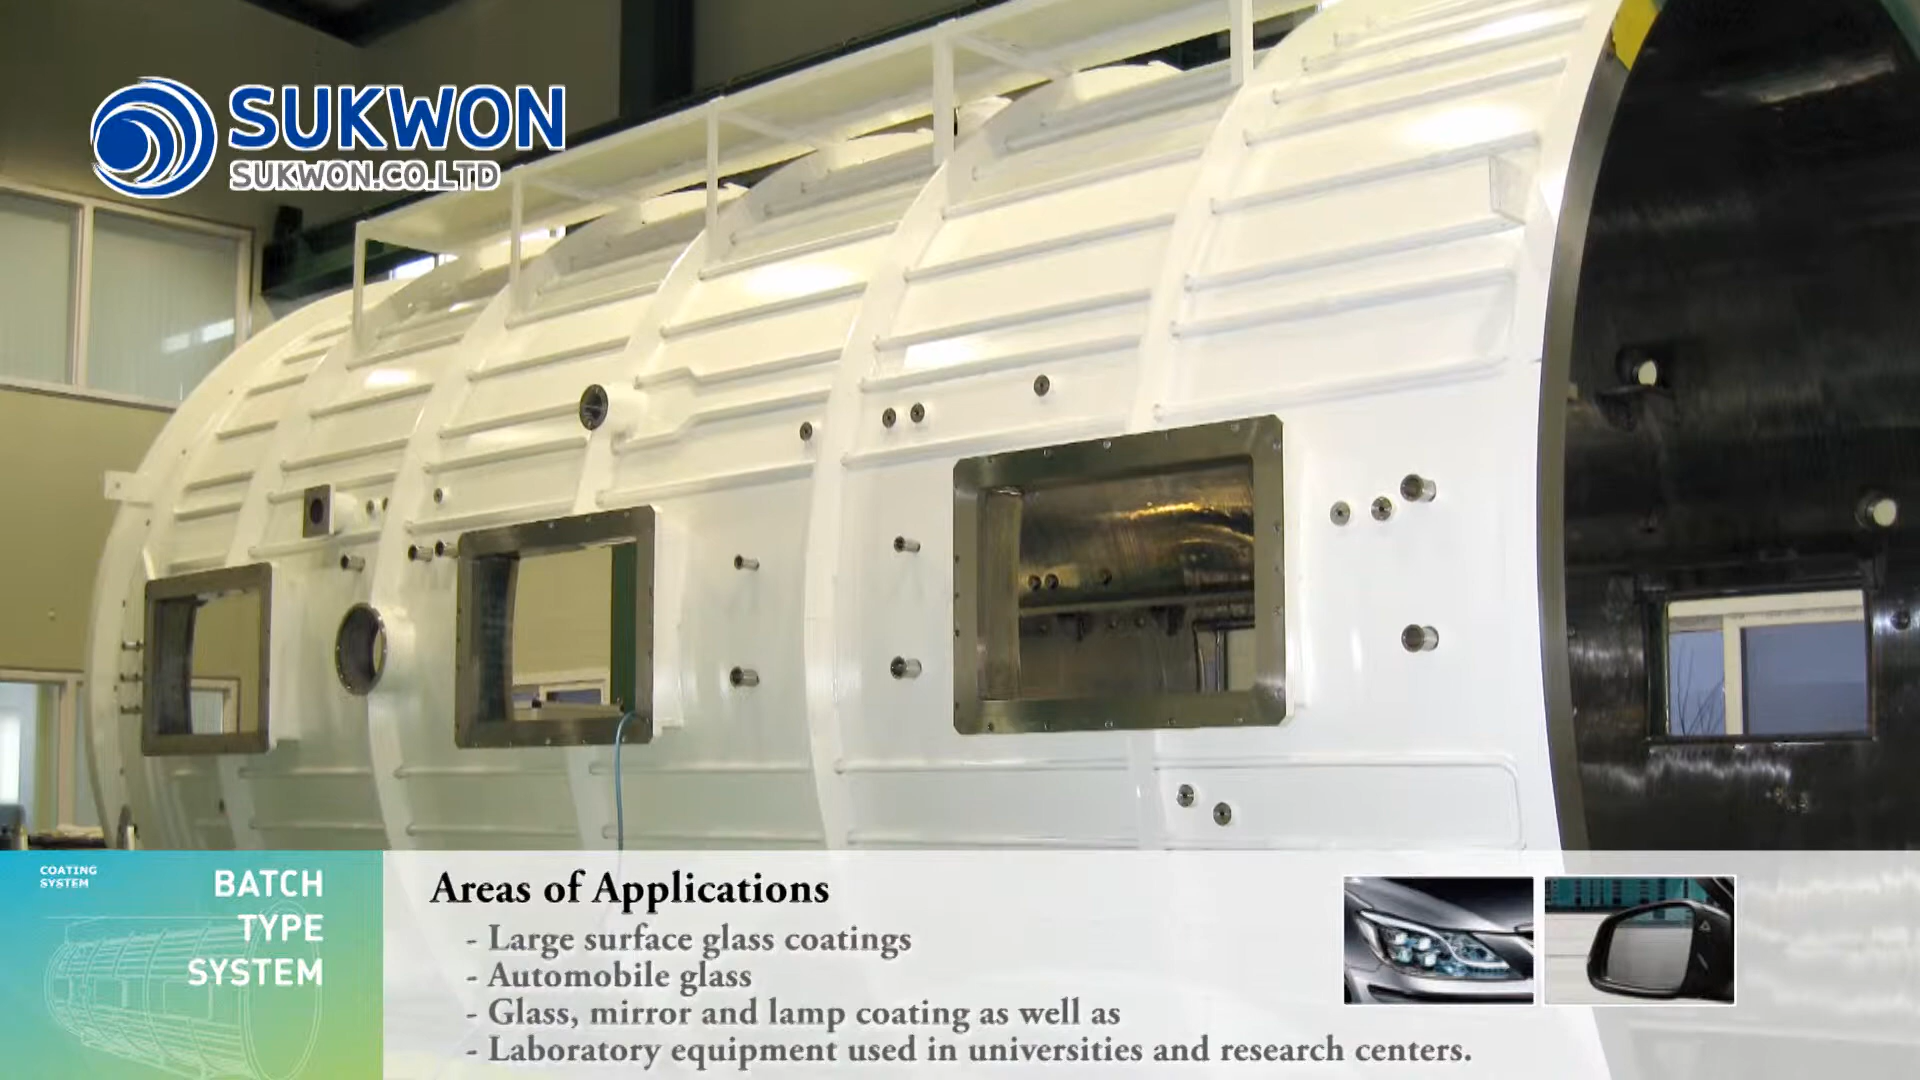 SUKWON
SUKWON.CO.LTD
COATING
SYSTEM
BATCH
TYPE
SYSTEM
Areas of Applications
- Large surface glass coatings
- Automobile glass
- Glass, mirror and lamp coating as well as
- Laboratory equipment used in universities and research centers.